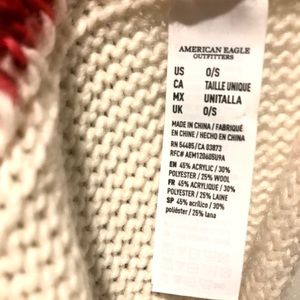 AMERICAN EAGLE
OUTFITTERS
US O/S
CA TAILLE UNIQUE
MX UNITALLA
UK O/S
MADE IN CHINA / FABRIQUÉ
EN CHINE / HECHO EN CHINA
RN 54485/CA 03873
RFC# AEM120605U9A
EN 45% ACRYLIC / 30%
POLYESTER / 25% WOOL
FR 45% ACRYLIQUE / 30%
POLYESTER / 25% LAINE
SP 45% acrílico / 30%
poliéster / 25% lana